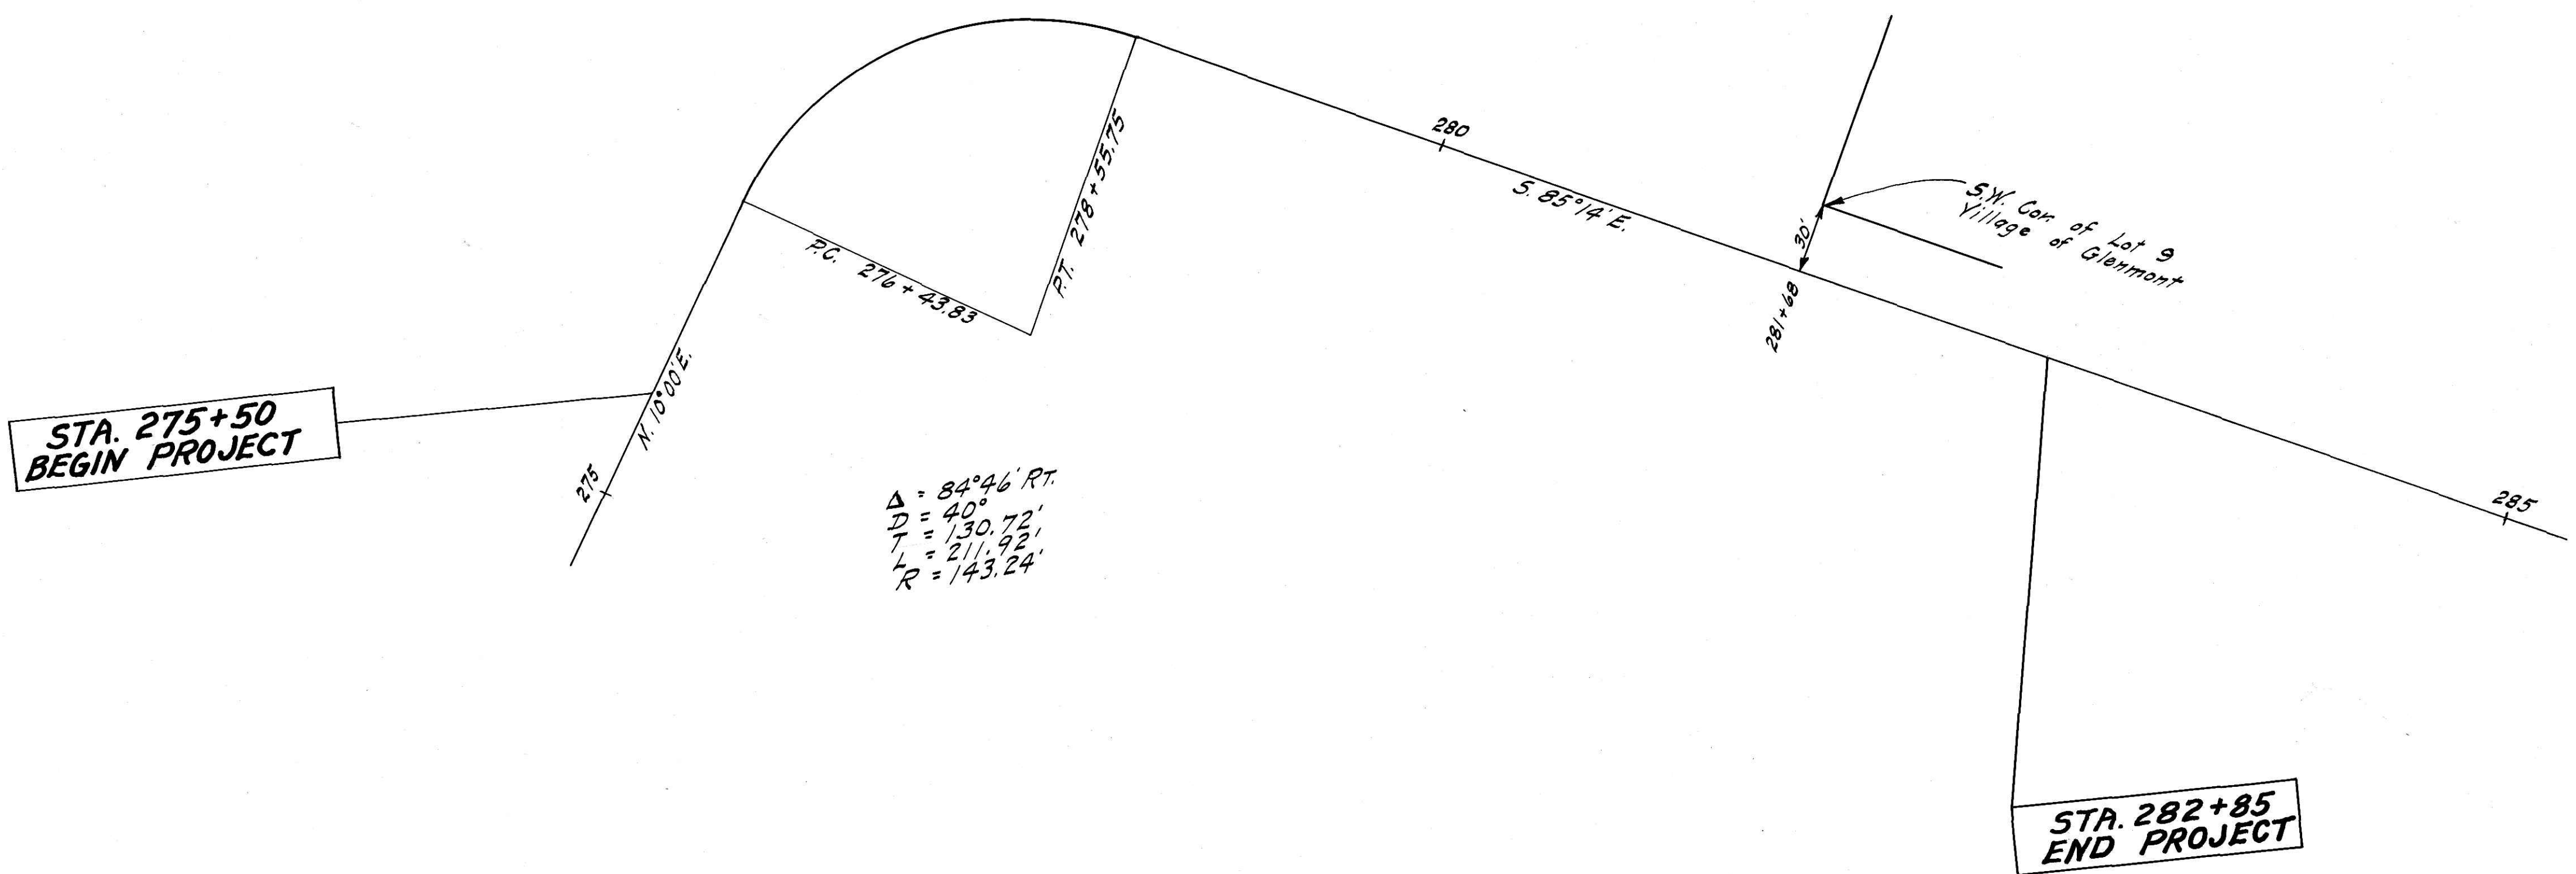 280
P.T. 278+55.75
S. 85°14' E.
S.W. Cor. of Lot 9
Village of Glenmont
30'
P.C. 276+43.83
281+68
N. 10°00' E.
STA. 275+50
BEGIN PROJECT
275
Δ = 84°46' RT.
D = 40°
T = 130.72'
L = 211.92'
R = 143.24'
285
STA. 282+85
END PROJECT